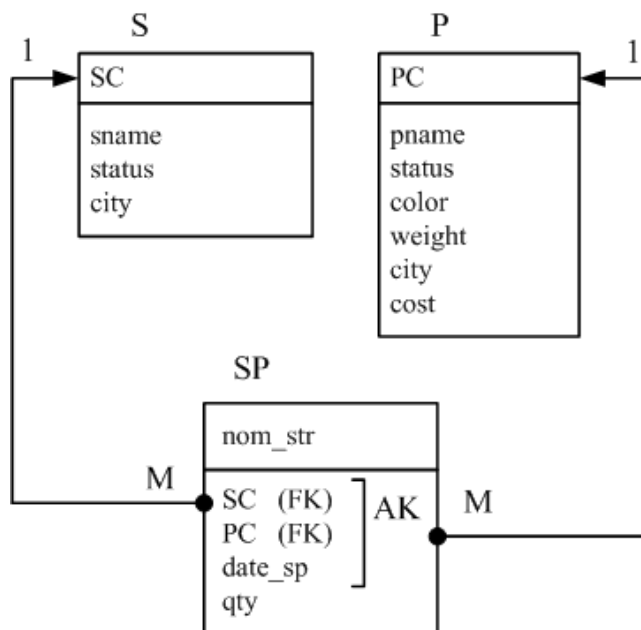 S
1
SC
sname
status
city
P
1
PC
pname
status
color
weight
city
cost
SP
nom_str
M
SC (FK)
PC (FK)
date_sp
qty
AK
M